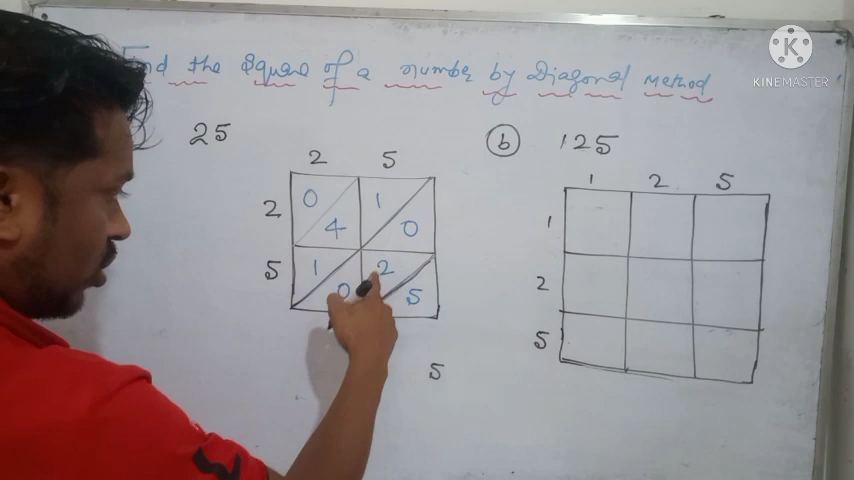 Find the Square of a number by Diagonal method
KINEMASTER
25
(b) 125
2 5
2 0 1
4 0
5 1 2
0 5
5
1 2 5
1
2
5